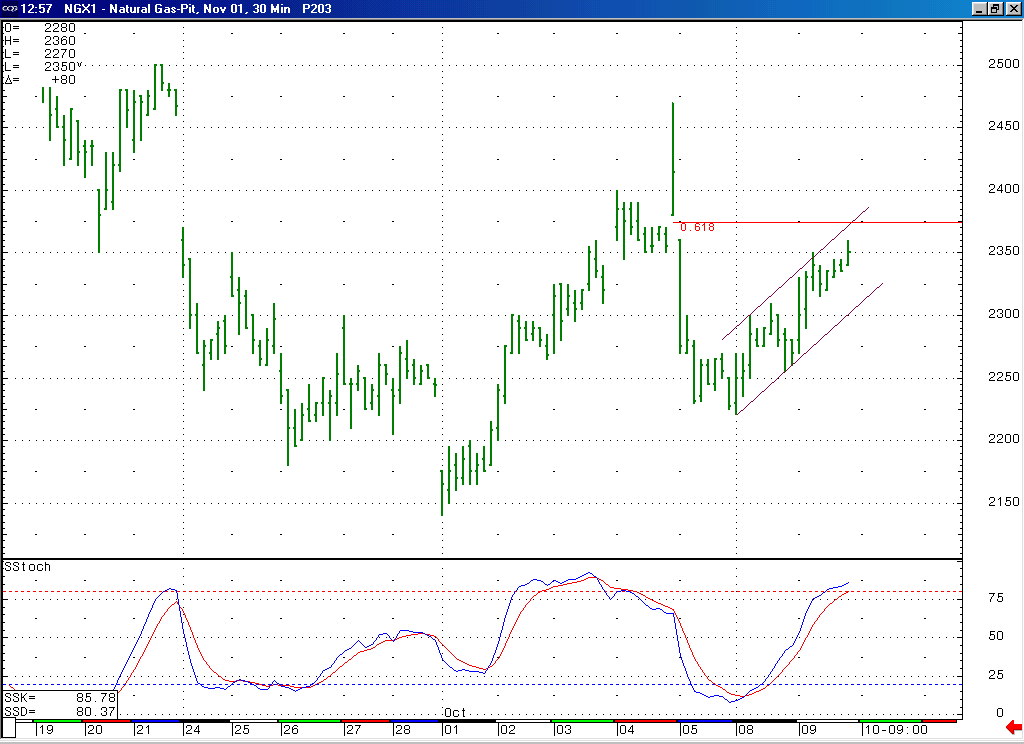 CQG 12:57 NGX1 - Natural Gas-Pit, Nov 01, 30 Min P203
O= 2280
H= 2360
L= 2270
L= 2350v
Δ= +80
2500
2450
2400
0.618
2350
2300
2250
2200
2150
SStoch
75
50
25
SSK= 85.78
SSD= 80.37
Oct
0
19 20 21 24 25 26 27 28 01 02 03 04 05 08 09 10-09:00